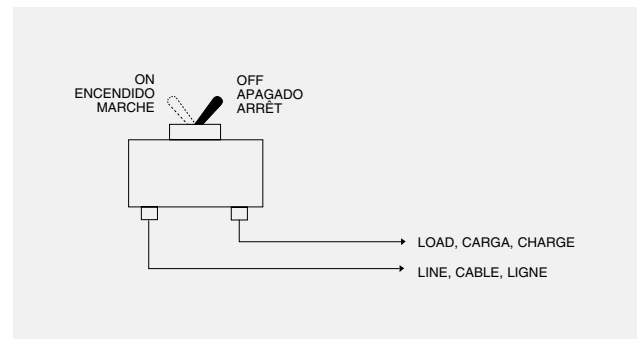 ON
ENCENDIDO
MARCHE
OFF
APAGADO
ARRÊT
LOAD, CARGA, CHARGE
LINE, CABLE, LIGNE